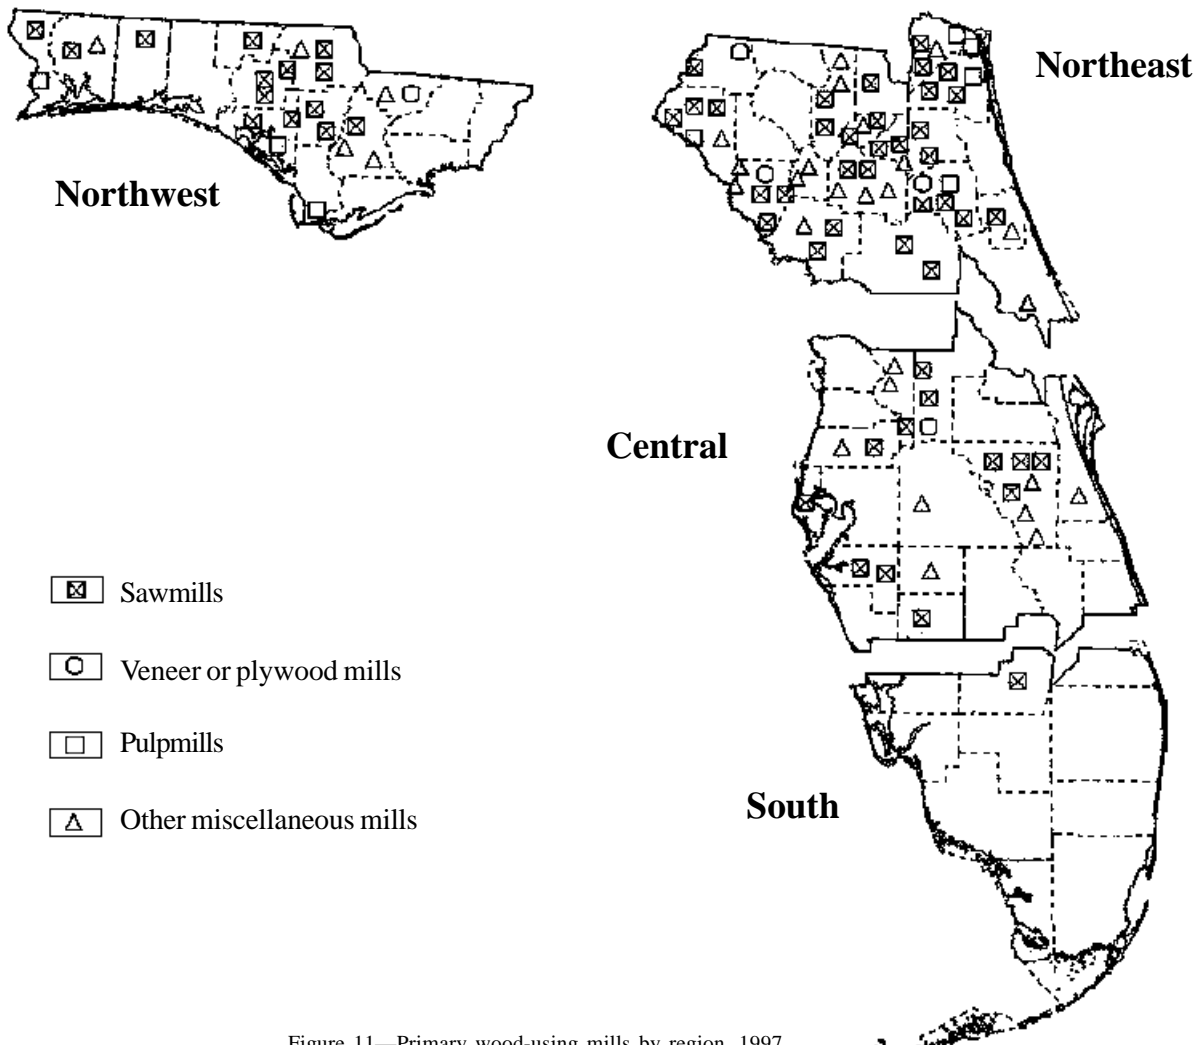 Northeast
Northwest
Central
Sawmills
Veneer or plywood mills
Pulpmills
Other miscellaneous mills
South
Figure 11—Primary wood-using mills by region, 1997